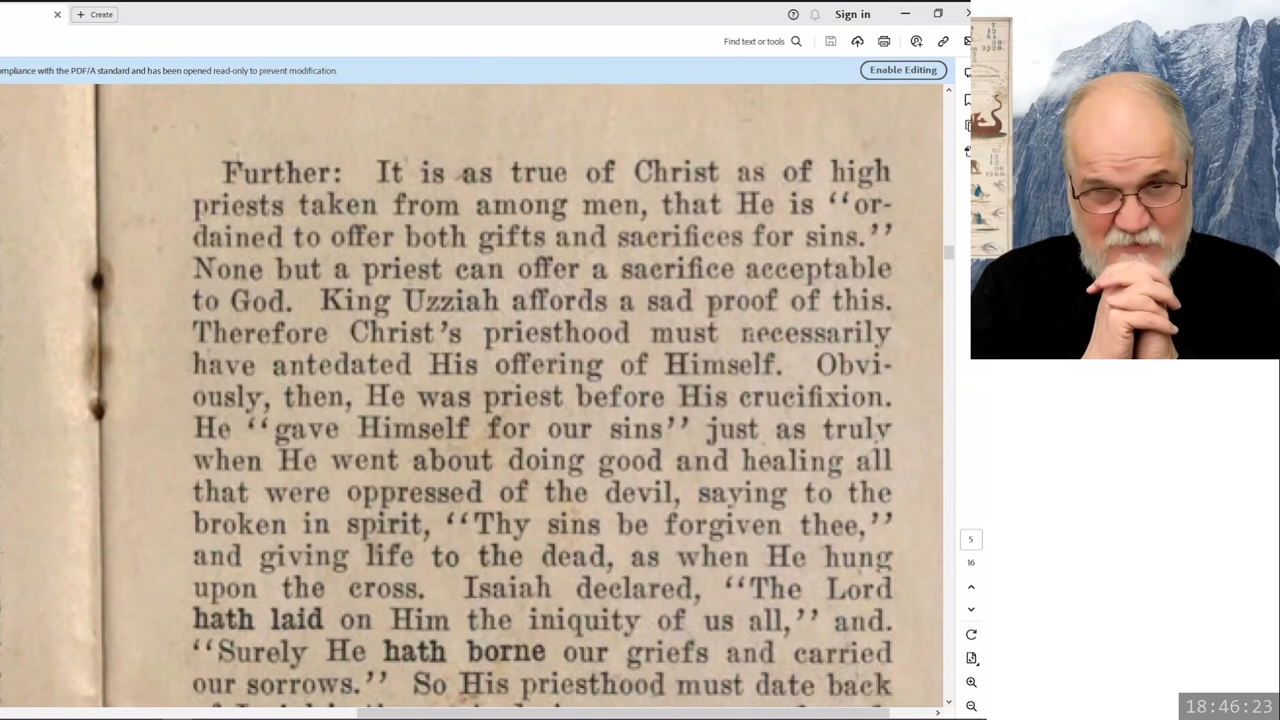 Create
Sign in
Find text or tools
mpliance with the PDF/A standard and has been opened read-only to prevent modification.
Enable Editing
Further: It is as true of Christ as of high
priests taken from among men, that He is “or-
dained to offer both gifts and sacrifices for sins.”
None but a priest can offer a sacrifice acceptable
to God. King Uzziah affords a sad proof of this.
Therefore Christ's priesthood must necessarily
have antedated His offering of Himself. Obvi-
ously, then, He was priest before His crucifixion.
He “gave Himself for our sins” just as truly
when He went about doing good and healing all
that were oppressed of the devil, saying to the
broken in spirit, “Thy sins be forgiven thee,”
and giving life to the dead, as when He hung
upon the cross. Isaiah declared, “The Lord
hath laid on Him the iniquity of us all,” and.
“Surely He hath borne our griefs and carried
our sorrows.” So His priesthood must date back
5
16
18:46:23